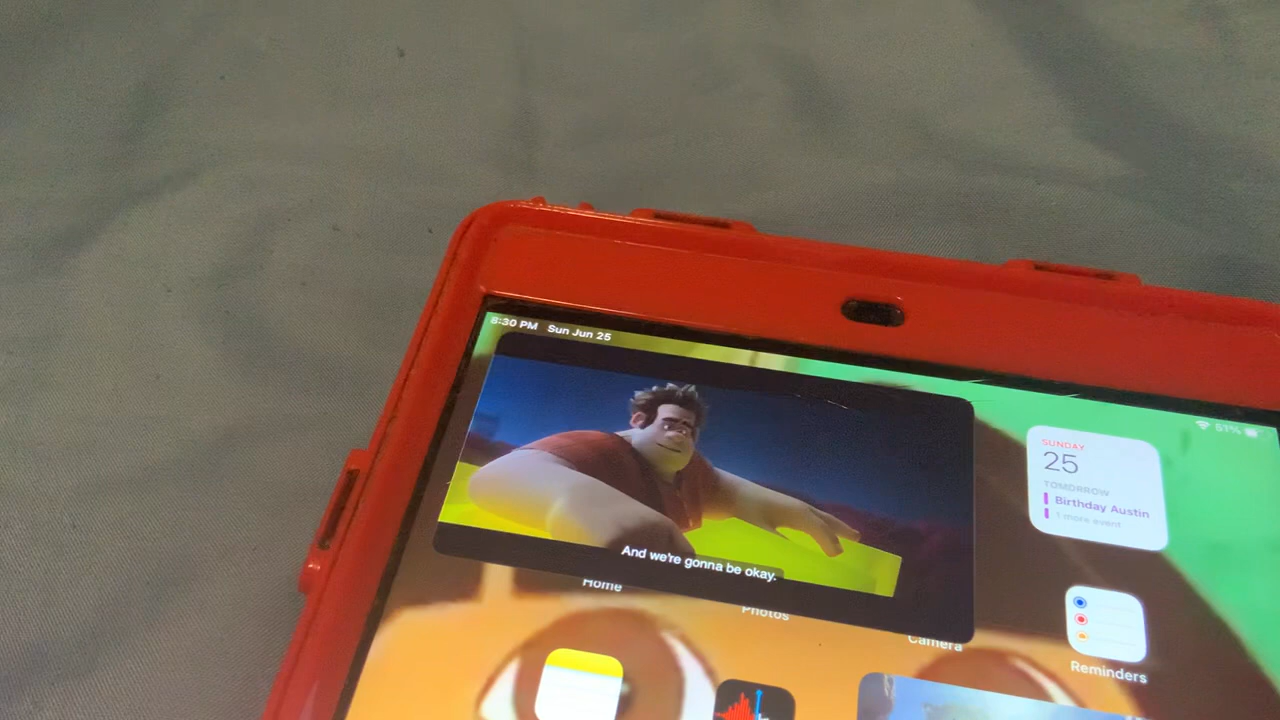 8:30 PM Sun Jun 25
51%
SUNDAY
25
TOMORROW
Birthday Austin
1 more event
And we're gonna be okay.
Home
Photos
Camera
Reminders